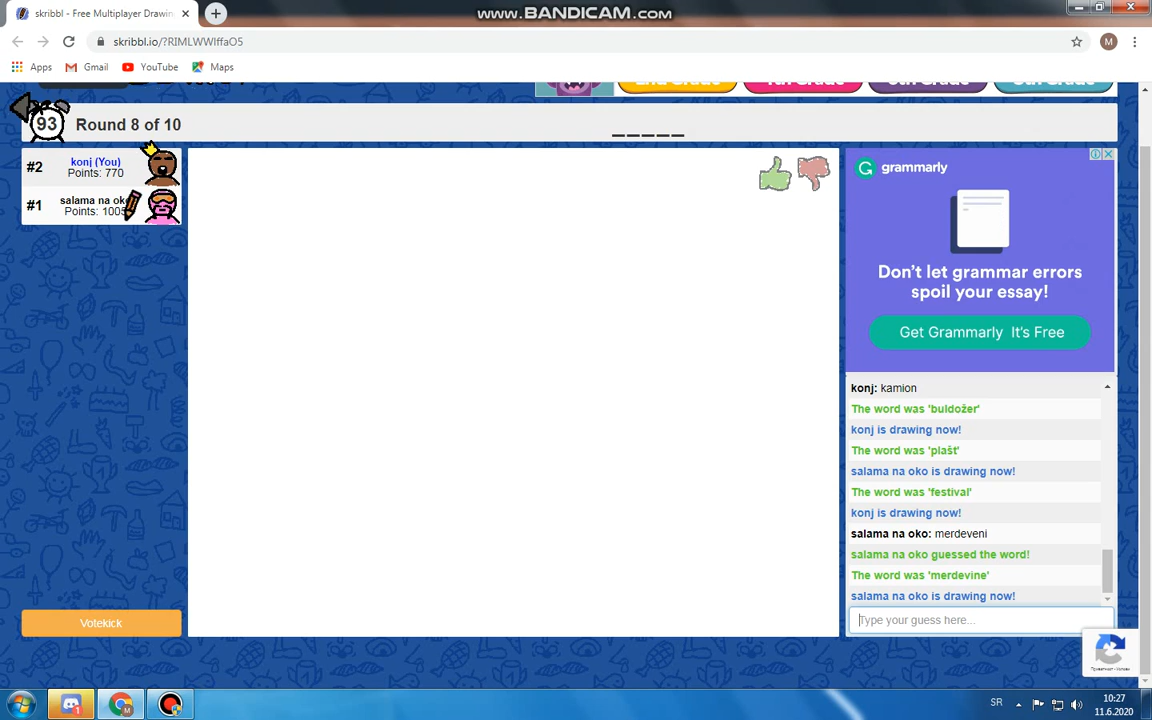 skribbl - Free Multiplayer Drawin
www.BANDICAM.com
skribbl.io/?RIMLWWIffaO5
M
Apps
Gmail
YouTube
Maps
93
Round 8 of 10
_____
#2
konj (You)
Points: 770
#1
salama na oko
Points: 1005
Votekick
grammarly
Don't let grammar errors
spoil your essay!
Get Grammarly It's Free
konj: kamion
The word was 'buldožer'
konj is drawing now!
The word was 'plašt'
salama na oko is drawing now!
The word was 'festival'
konj is drawing now!
salama na oko: merdeveni
salama na oko guessed the word!
The word was 'merdevine'
salama na oko is drawing now!
Type your guess here...
SR
10:27
11.6.2020